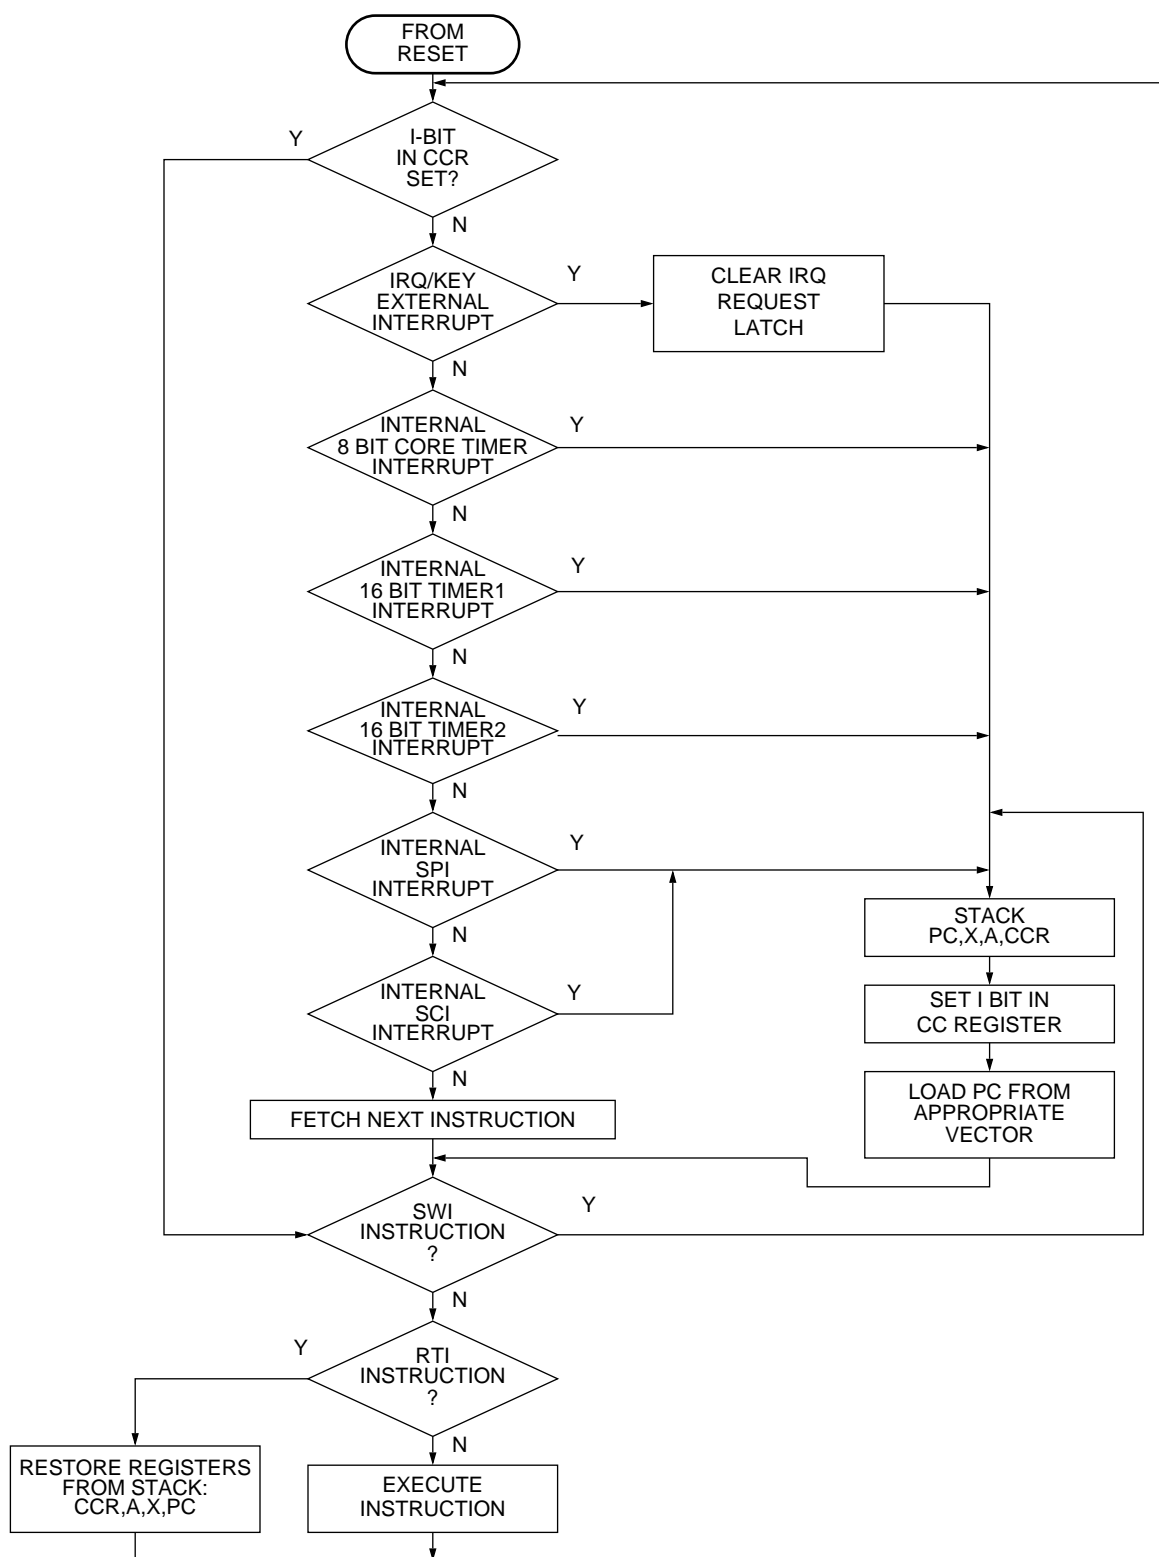 FROM
RESET
Y
I-BIT
IN CCR
SET?
N
IRQ/KEY
EXTERNAL
INTERRUPT
Y
CLEAR IRQ
REQUEST
LATCH
N
INTERNAL
8 BIT CORE TIMER
INTERRUPT
Y
N
INTERNAL
16 BIT TIMER1
INTERRUPT
Y
N
INTERNAL
16 BIT TIMER2
INTERRUPT
Y
N
INTERNAL
SPI
INTERRUPT
Y
N
STACK
PC,X,A,CCR
INTERNAL
SCI
INTERRUPT
Y
SET I BIT IN
CC REGISTER
N
LOAD PC FROM
APPROPRIATE
VECTOR
FETCH NEXT INSTRUCTION
SWI
INSTRUCTION
?
Y
N
Y
RTI
INSTRUCTION
?
N
RESTORE REGISTERS
FROM STACK:
CCR,A,X,PC
EXECUTE
INSTRUCTION